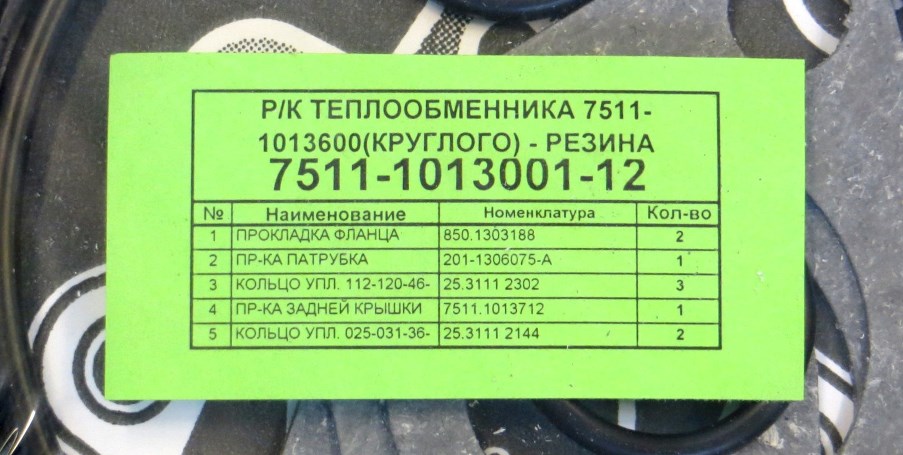 Р/К ТЕПЛООБМЕННИКА 7511-
1013600(КРУГЛОГО) - РЕЗИНА
7511-1013001-12
№ Наименование Номенклатура Кол-во
1 ПРОКЛАДКА ФЛАНЦА 850.1303188 2
2 ПР-КА ПАТРУБКА 201-1306075-А 1
3 КОЛЬЦО УПЛ. 112-120-46- 25.3111 2302 3
4 ПР-КА ЗАДНЕЙ КРЫШКИ 7511.1013712 1
5 КОЛЬЦО УПЛ. 025-031-36- 25.3111 2144 2